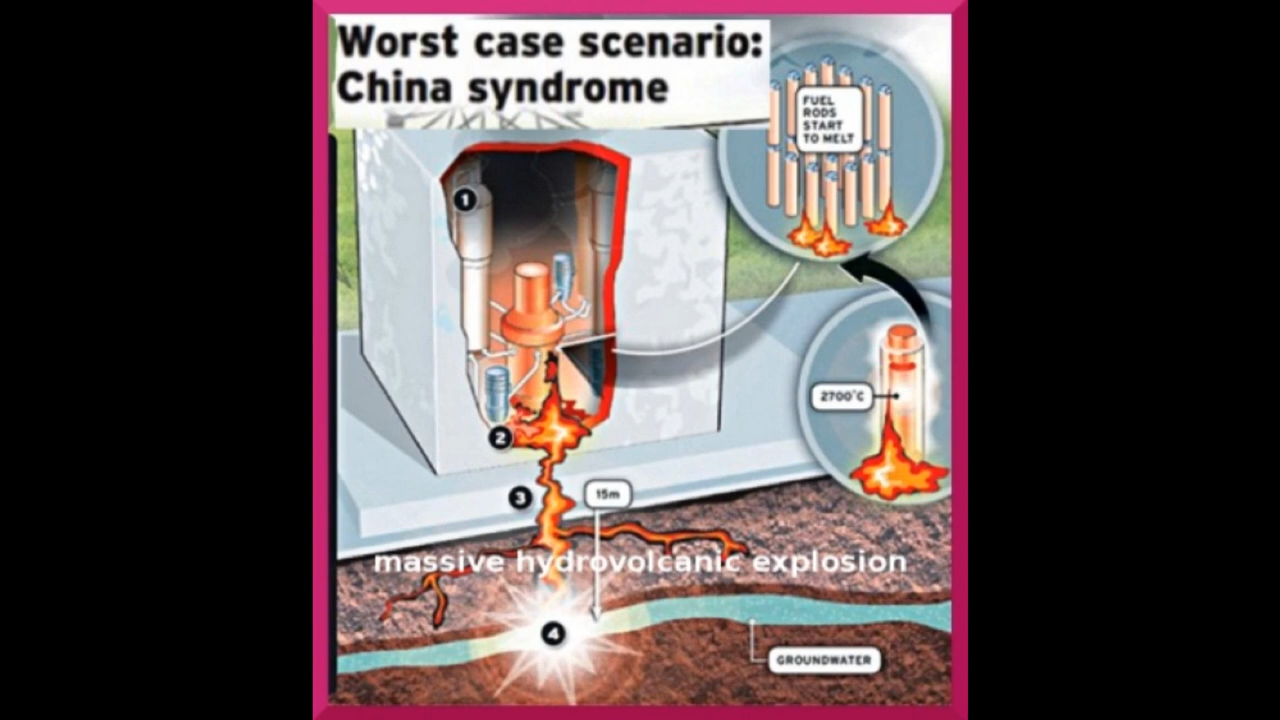 Worst case scenario:
China syndrome
FUEL
RODS
START
TO MELT
1
2700°C
2
3
15m
massive hydrovolcanic explosion
4
GROUNDWATER